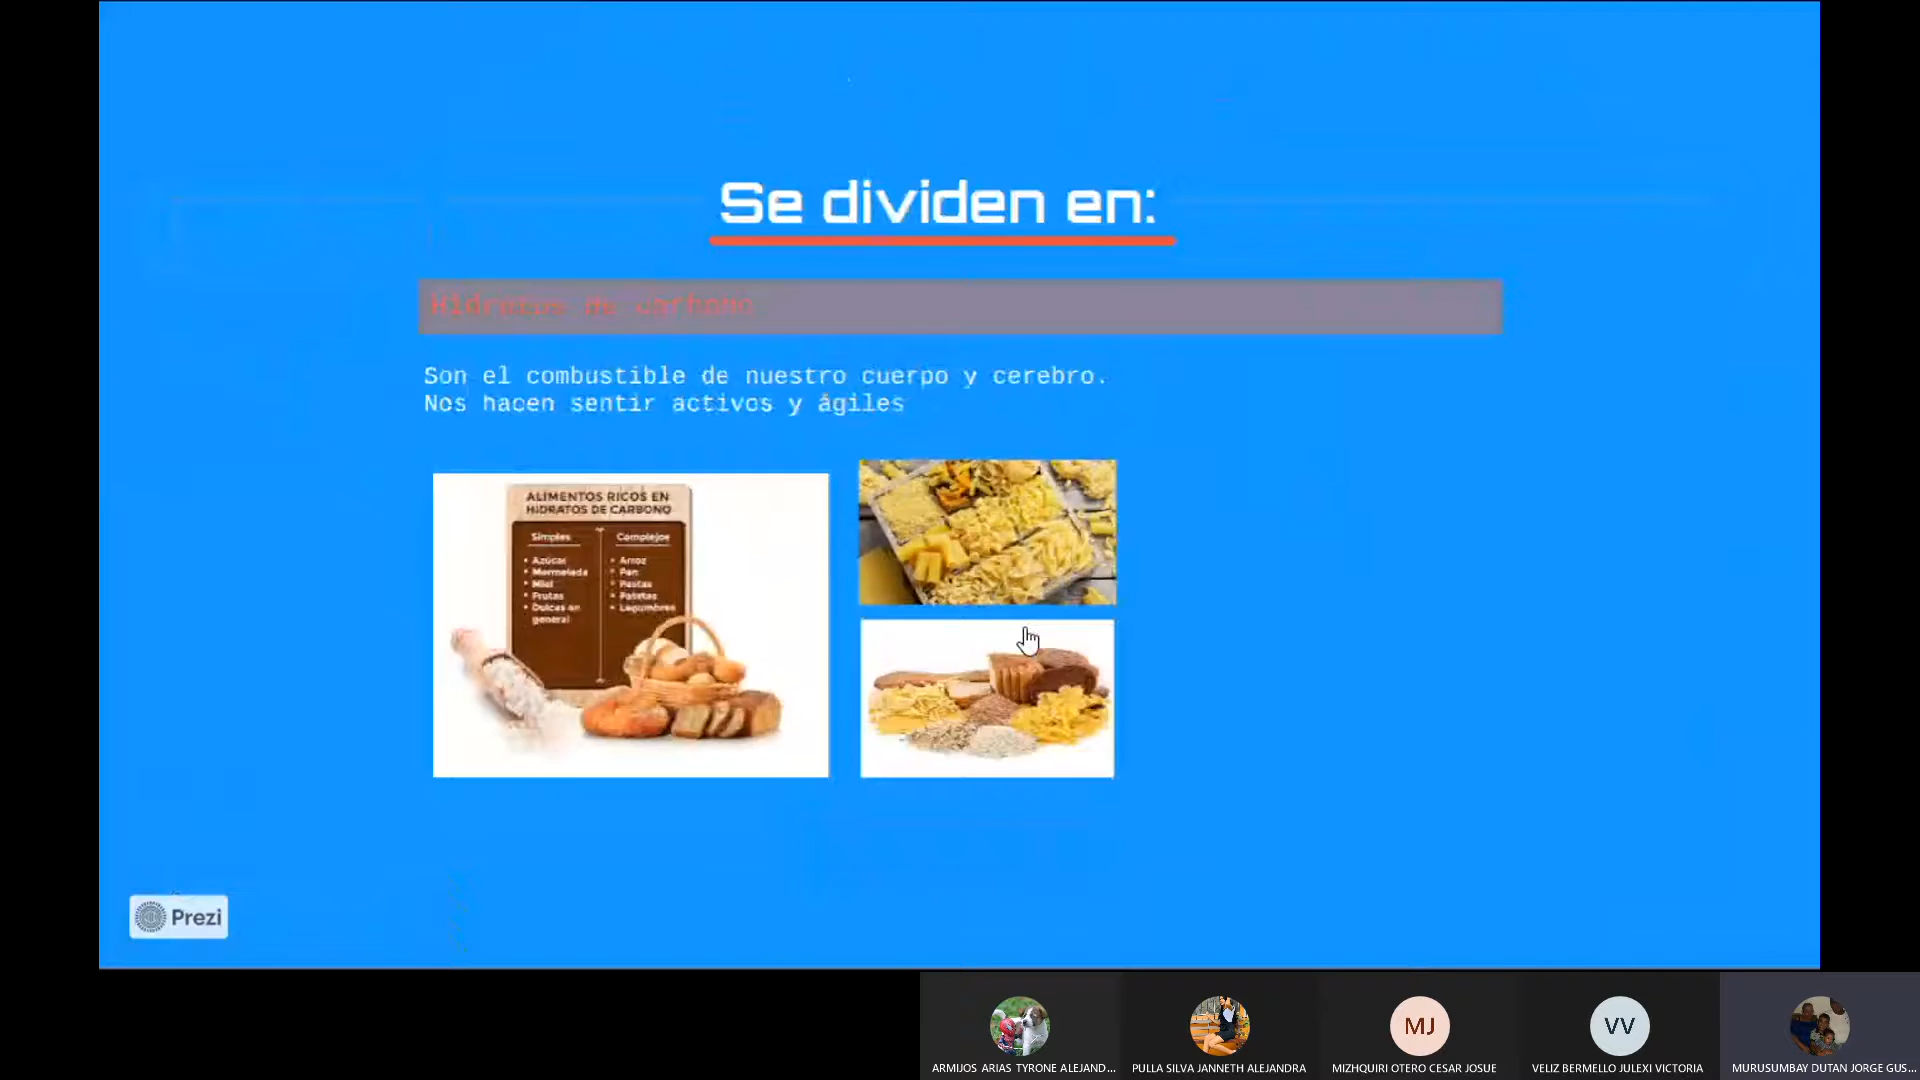 Se dividen en:
Hidratos de carbono
Son el combustible de nuestro cuerpo y cerebro.
Nos hacen sentir activos y ágiles
ALIMENTOS RICOS EN
HIDRATOS DE CARBONO
Simples
• Azúcar
• Mermelada
• Miel
• Frutas
• Dulces en
general
Complejos
• Arroz
• Pan
• Pastas
• Patatas
• Legumbres
Prezi
MJ
VV
ARMIJOS ARIAS TYRONE ALEJAND...
PULLA SILVA JANNETH ALEJANDRA
MIZHQUIRI OTERO CESAR JOSUE
VELIZ BERMELLO JULEXI VICTORIA
MURUSUMBAY DUTAN JORGE GUS...